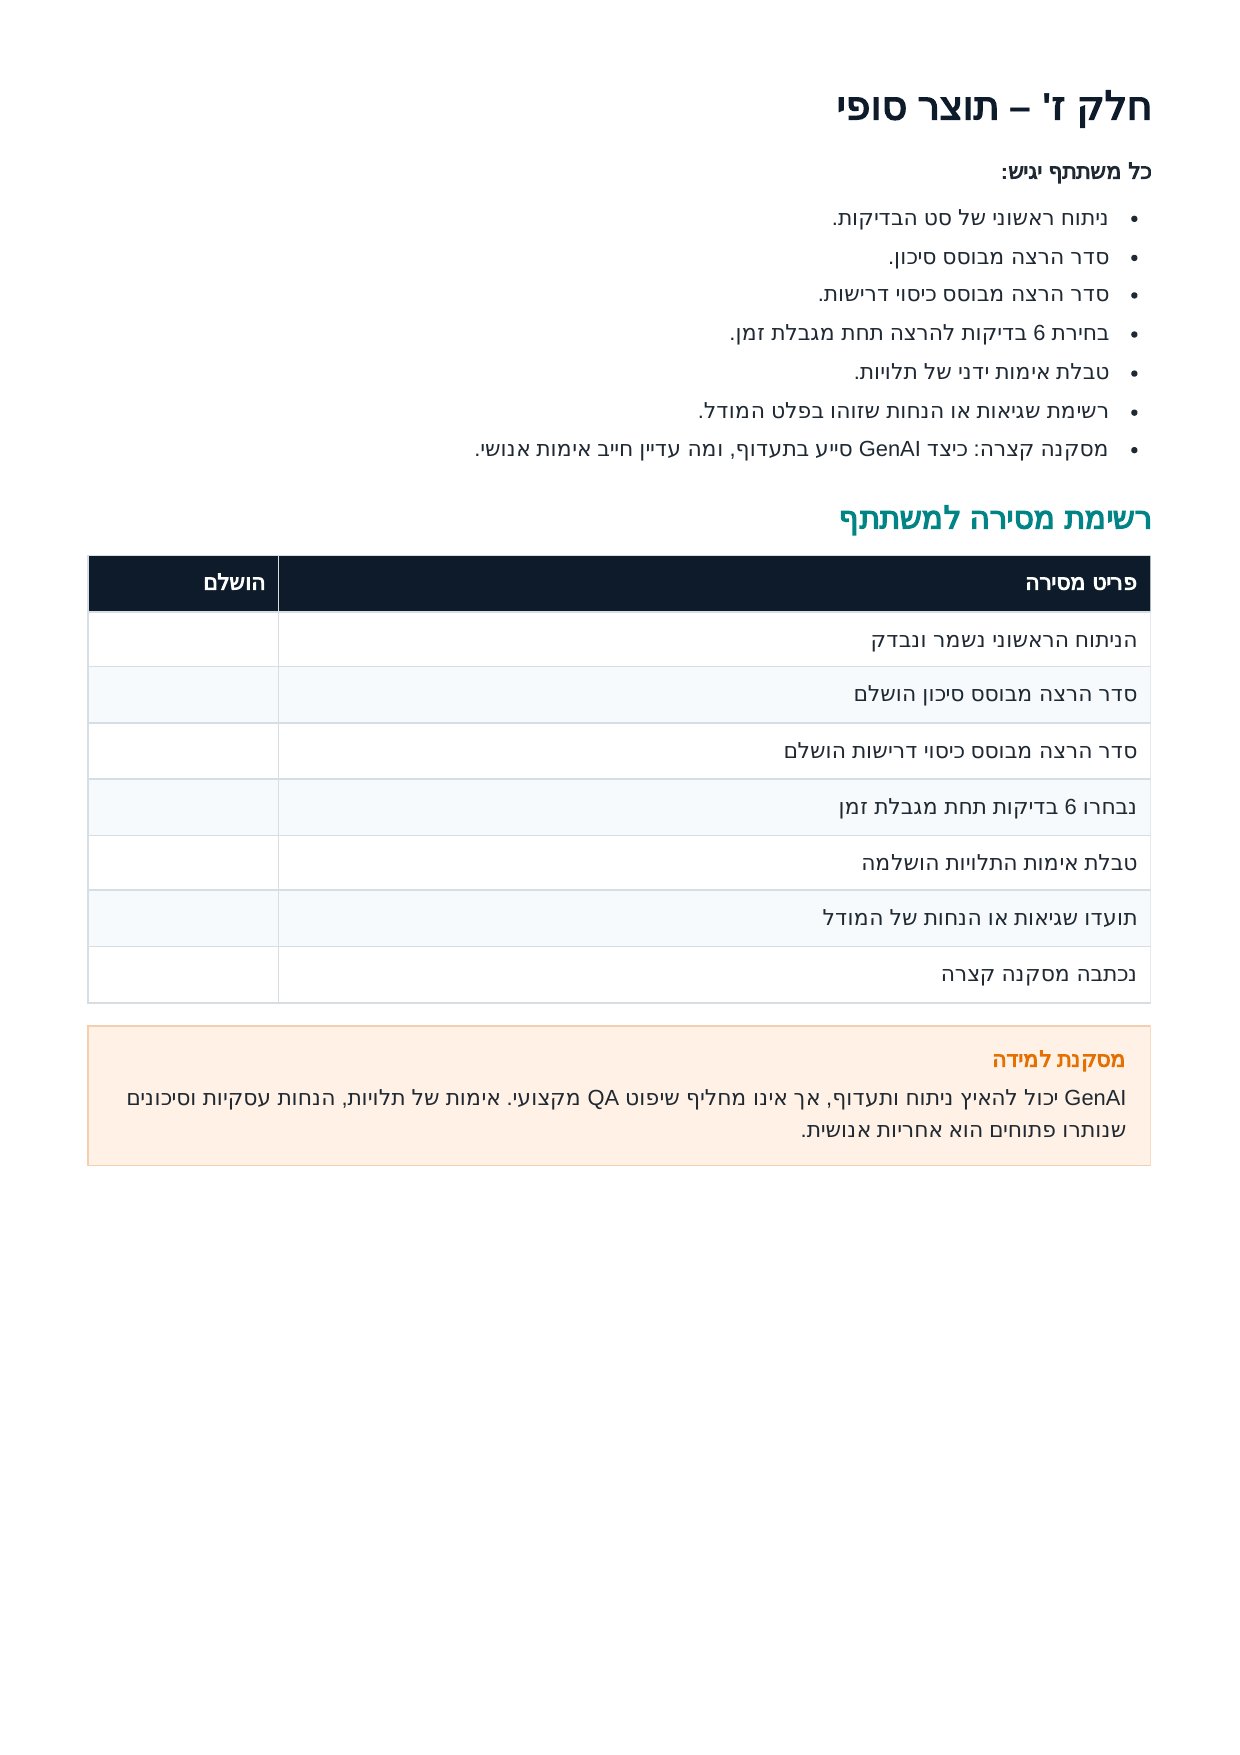 חלק ז' – תוצר סופי
כל משתתף יגיש:
• ניתוח ראשוני של סט הבדיקות.
• סדר הרצה מבוסס סיכון.
• סדר הרצה מבוסס כיסוי דרישות.
• בחירת 6 בדיקות להרצה תחת מגבלת זמן.
• טבלת אימות ידני של תלויות.
• רשימת שגיאות או הנחות שזוהו בפלט המודל.
• מסקנה קצרה: כיצד GenAI סייע בתעדוף, ומה עדיין חייב אימות אנושי.
רשימת מסירה למשתתף
פריט מסירה הושלם
הניתוח הראשוני נשמר ונבדק
סדר הרצה מבוסס סיכון הושלם
סדר הרצה מבוסס כיסוי דרישות הושלם
נבחרו 6 בדיקות תחת מגבלת זמן
טבלת אימות התלויות הושלמה
תועדו שגיאות או הנחות של המודל
נכתבה מסקנה קצרה
מסקנת למידה
GenAI יכול להאיץ ניתוח ותעדוף, אך אינו מחליף שיפוט QA מקצועי. אימות של תלויות, הנחות עסקיות וסיכונים
שנותרו פתוחים הוא אחריות אנושית.